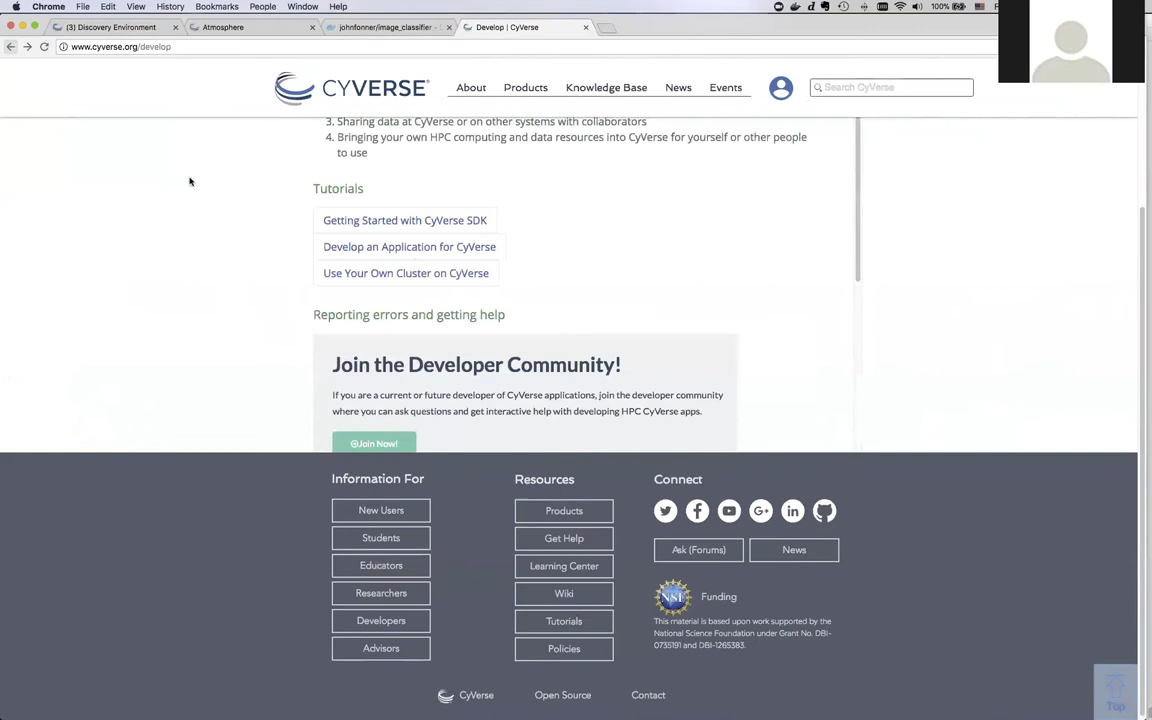 Chrome File Edit View History Bookmarks People Window Help 100%
(3) Discovery Environment Atmosphere johnfonner/image_classifier - Develop | CyVerse
www.cyverse.org/develop
CYVERSE About Products Knowledge Base News Events Search CyVerse
3. Sharing data at CyVerse or on other systems with collaborators
4. Bringing your own HPC computing and data resources into CyVerse for yourself or other people
to use
Tutorials
Getting Started with CyVerse SDK
Develop an Application for CyVerse
Use Your Own Cluster on CyVerse
Reporting errors and getting help
Join the Developer Community!
If you are a current or future developer of CyVerse applications, join the developer community
where you can ask questions and get interactive help with developing HPC CyVerse apps.
Join Now!
Information For
New Users
Students
Educators
Researchers
Developers
Advisors
Resources
Products
Get Help
Learning Center
Wiki
Tutorials
Policies
Connect
Ask (Forums) News
NSF Funding
This material is based upon work supported by the
National Science Foundation under Grant No. DBI-
0735191 and DBI-1265383.
CyVerse Open Source Contact
Top